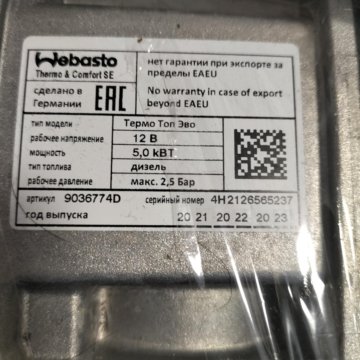 Webasto
Thermo & Comfort SE
сделано в
Германии
EAC
нет гарантии при экспорте за
пределы EAEU
No warranty in case of export
beyond EAEU
тип модели Термо Топ Эво
рабочее напряжение 12 В
мощность 5,0 кВТ
тип топлива дизель
рабочее давление макс. 2,5 Бар
артикул 9036774D серийный номер 4H2126565237
год выпуска 20 21 20 22 20 23